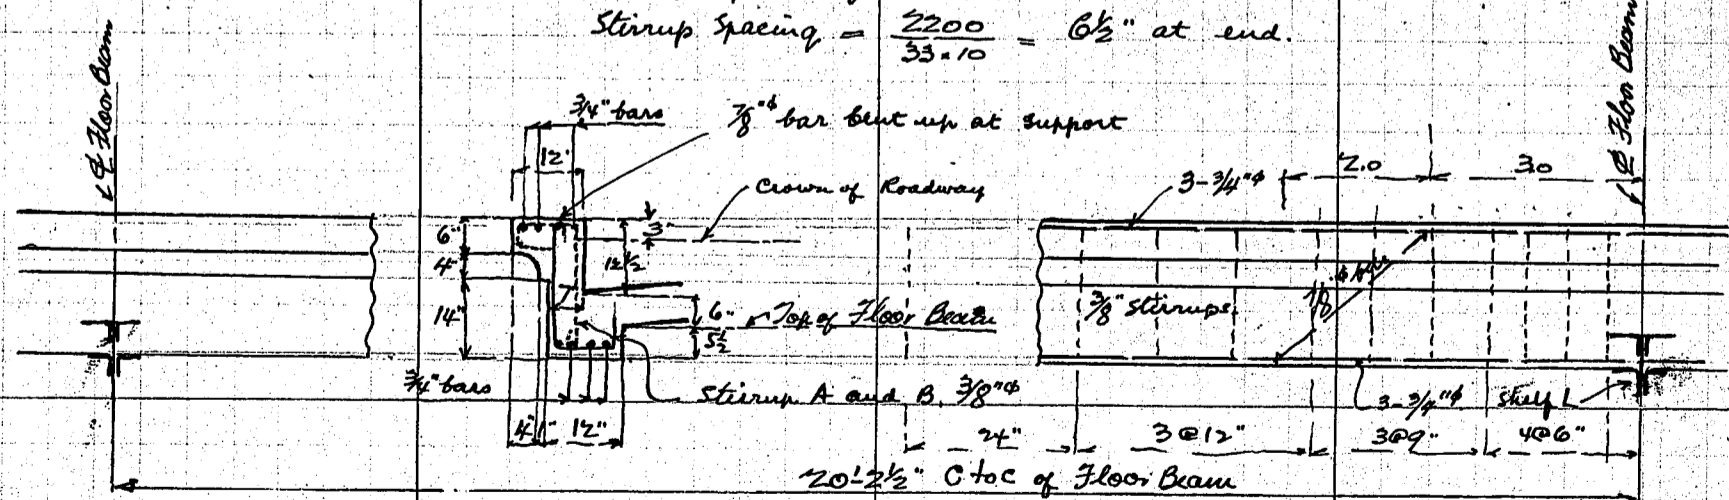 Stirrup Spacing = 2200 / 33×10 = 6½" at end.
℄ Floor Beam
℄ Floor Beam
3/4" bars
7/8"ϕ bar bent up at support
12"
Crown of Roadway
3-3/4"ϕ
2.0
3.0
6"
3"
4"
12½
14"
3/8" Stirrups
7/8
6"
Top of Floor Beam
5½
3/4" bars
Stirrup A and B, 3/8"ϕ
3-3/4"ϕ
Shelf L
4"
1"
12"
24"
3@12"
3@9"
4@6"
20'-2½" C to C of Floor Beam